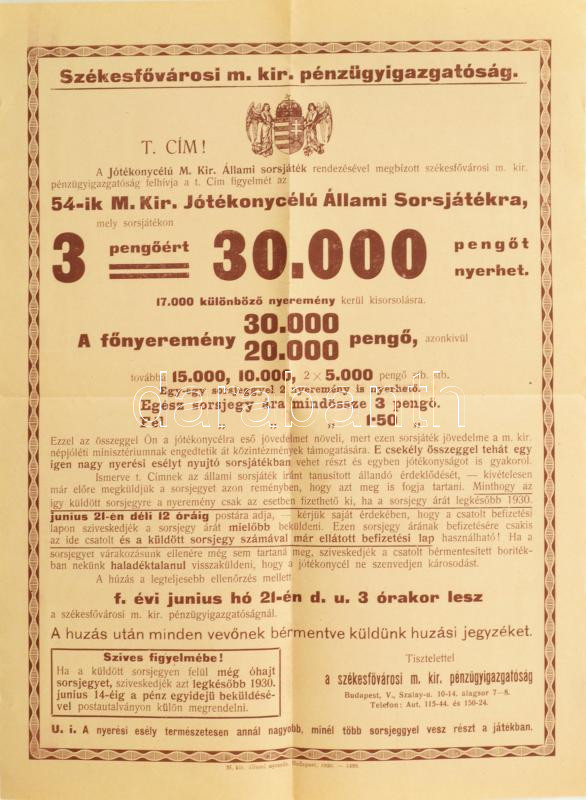 Székesfővárosi m. kir. pénzügyigazgatóság.
T. CÍM!
A Jótékonycélú M. Kir. Állami sorsjáték rendezésével megbízott székesfővárosi m. kir.
pénzügyigazgatóság felhívja a t. Cím figyelmét az
54-ik M. Kir. Jótékonycélú Állami Sorsjátékra,
mely sorsjátékon
3 pengőért 30.000 pengőt
nyerhet.
17.000 különböző nyeremény kerül kisorsolásra.
A főnyeremény 30.000
20.000 pengő, azonkívül
további 15.000, 10.000, 2×5.000 pengő stb. stb.
Egy-egy sorsjeggyel 2 nyeremény is nyerhető.
Egész sorsjegy ára mindössze 3 pengő.
Fél „ „ „ 1·50 „
Ezzel az összeggel Ön a jótékonycélra eső jövedelmet növeli, mert ezen sorsjáték jövedelme a m. kir.
népjóléti minisztériumnak engedtetik át közintézmények támogatására. E csekély összeggel tehát egy
igen nagy nyerési esélyt nyujtó sorsjátékban vehet részt és egyben jótékonyságot is gyakorol.
Ismerve t. Címnek az állami sorsjáték iránt tanúsított állandó érdeklődését, — kivételesen
már előre megküldjük a sorsjegyet azon reményben, hogy azt meg is fogja tartani. Minthogy az
így küldött sorsjegyre a nyeremény csak az esetben fizethető ki, ha a sorsjegy árát legkésőbb 1930.
junius 21-én déli 12 óráig postára adja, — kérjük saját érdekében, hogy a csatolt befizetési
lapon szíveskedjék a sorsjegy árát mielőbb beküldeni. Ezen sorsjegy árának befizetésére csakis
az ide csatolt és a küldött sorsjegy számával már ellátott befizetési lap használható! Ha a
sorsjegyet várakozásunk ellenére még sem tartaná meg, szíveskedjék a csatolt bérmentesített boríték-
ban nekünk haladéktalanul visszaküldeni, hogy a jótékonycél ne szenvedjen károsodást.
A húzás a legteljesebb ellenőrzés mellett
f. évi junius hó 21-én d. u. 3 órakor lesz
a székesfővárosi m. kir. pénzügyigazgatóságnál.
A huzás után minden vevőnek bérmentve küldünk huzási jegyzéket.
Szíves figyelmébe!
Ha a küldött sorsjegyen felül még óhajt
sorsjegyet, szíveskedjék azt legkésőbb 1930.
junius 14-éig a pénz egyidejű beküldésé-
vel postautalványon külön megrendelni.
Tisztelettel
a székesfővárosi m. kir. pénzügyigazgatóság
Budapest, V., Szalay-u. 10-14. alagsor 7—8.
Telefon: Aut. 115-44. és 150-24.
U. i. A nyerési esély természetesen annál nagyobb, minél több sorsjeggyel vesz részt a játékban.
M. kir. állami nyomda, Budapest, 1930. —
darabanth